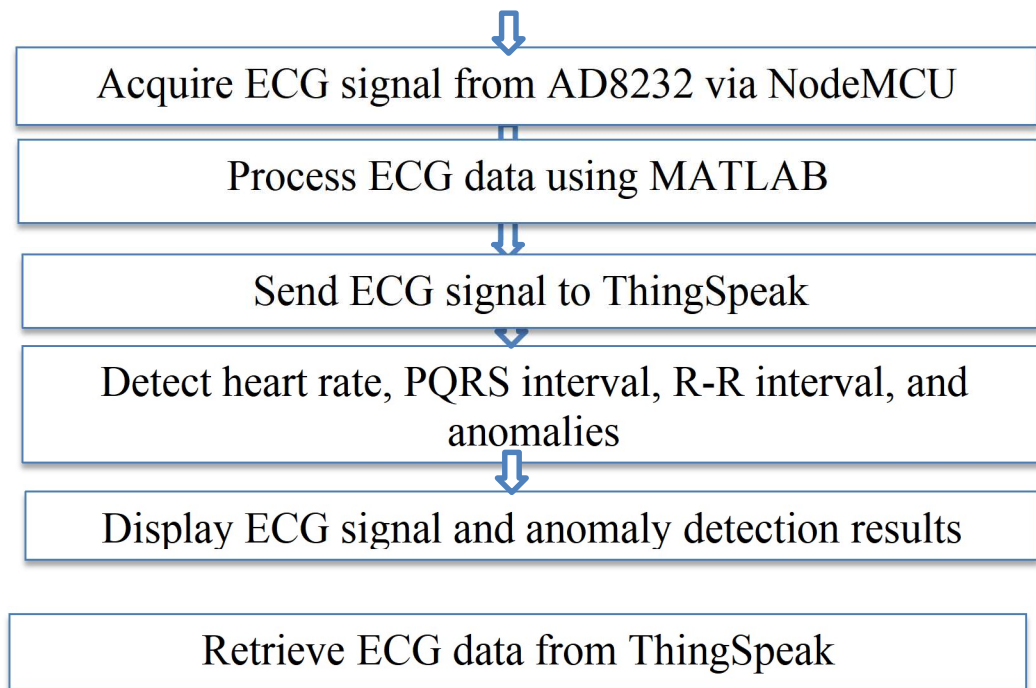 Acquire ECG signal from AD8232 via NodeMCU
Process ECG data using MATLAB
Send ECG signal to ThingSpeak
Detect heart rate, PQRS interval, R-R interval, and
anomalies
Display ECG signal and anomaly detection results
Retrieve ECG data from ThingSpeak